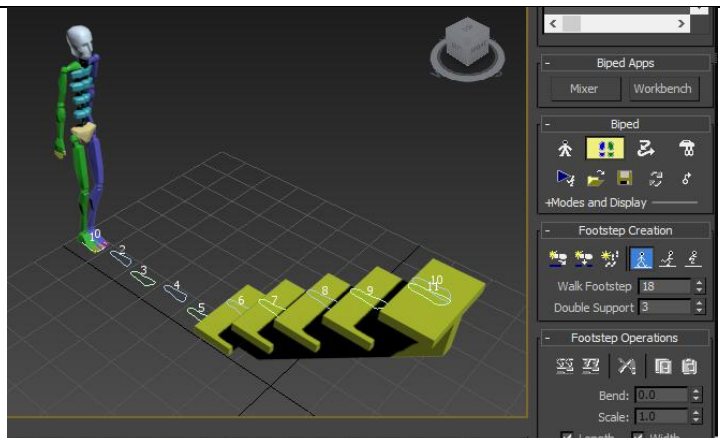 1 0
2
3
4
5
6
7
8
9
10
11
Biped Apps
Mixer Workbench
Biped
+Modes and Display
Footstep Creation
Walk Footstep 18
Double Support 3
Footstep Operations
Bend: 0.0
Scale: 1.0
Length Width